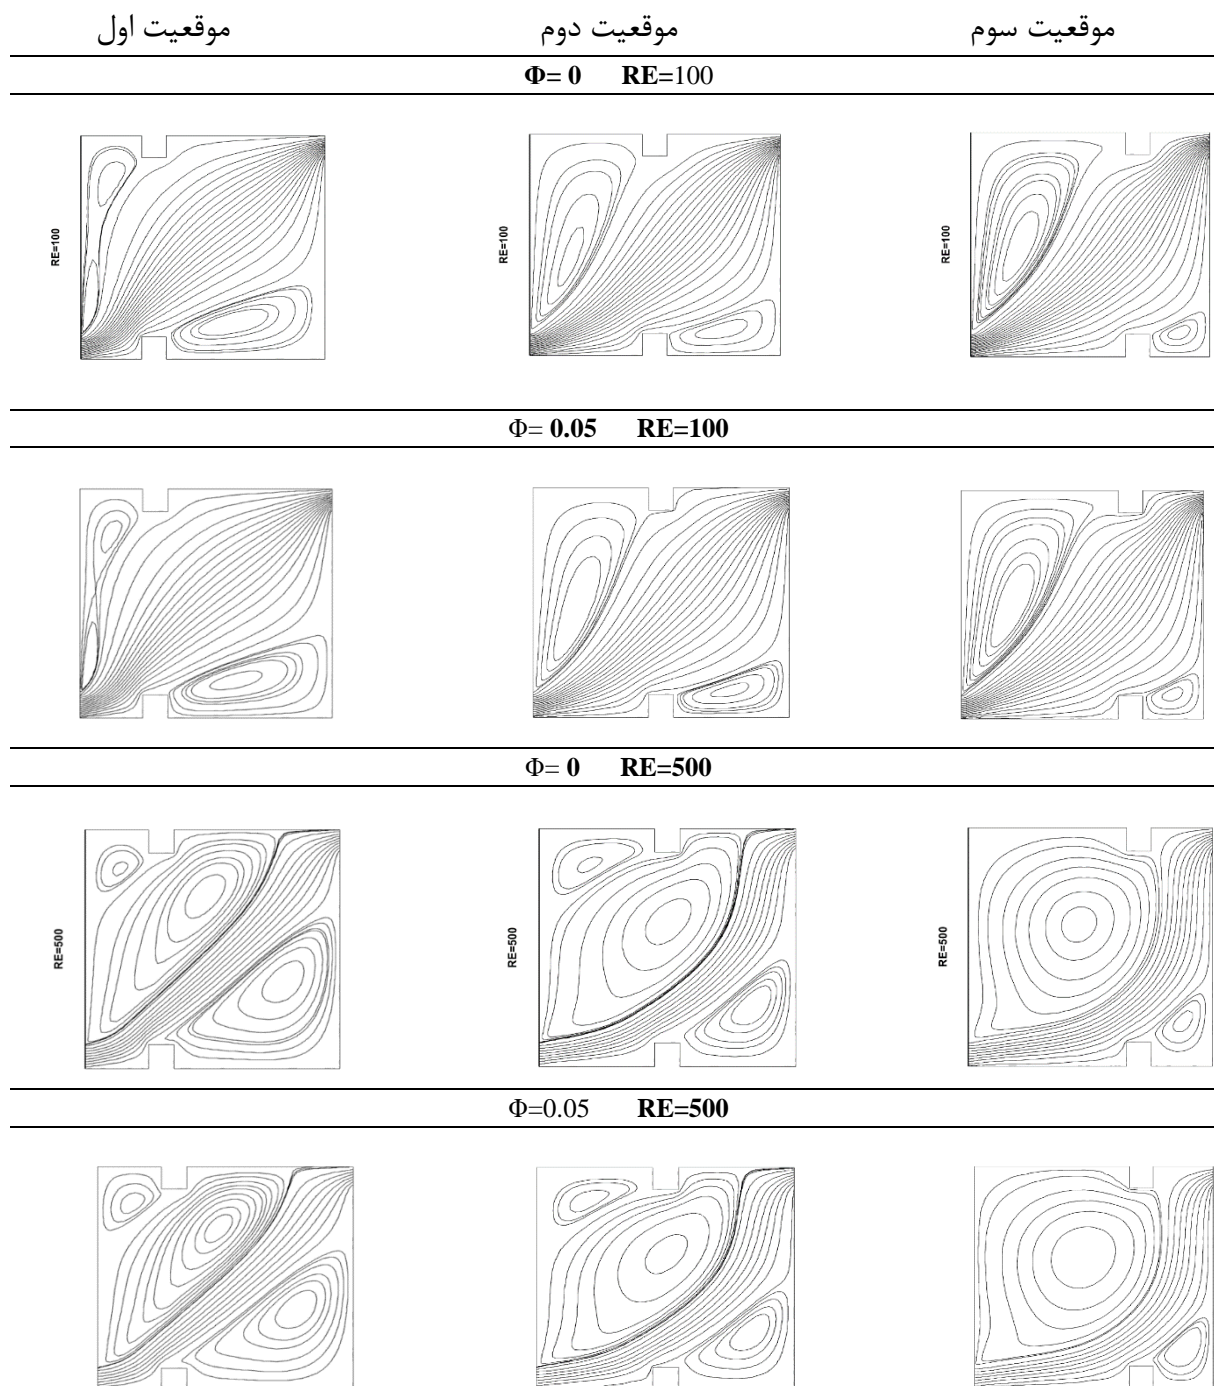 موقعیت اول موقعیت دوم موقعیت سوم
Φ= 0 RE=100
RE=100 RE=100 RE=100
Φ= 0.05 RE=100
Φ= 0 RE=500
RE=500 RE=500 RE=500
Φ=0.05 RE=500